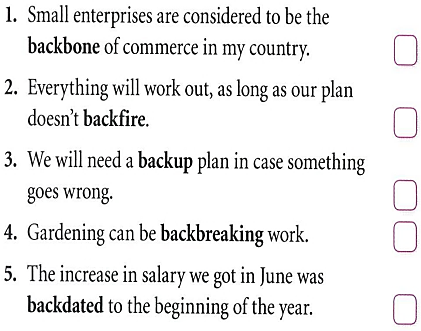 1. Small enterprises are considered to be the
backbone of commerce in my country.
2. Everything will work out, as long as our plan
doesn't backfire.
3. We will need a backup plan in case something
goes wrong.
4. Gardening can be backbreaking work.
5. The increase in salary we got in June was
backdated to the beginning of the year.